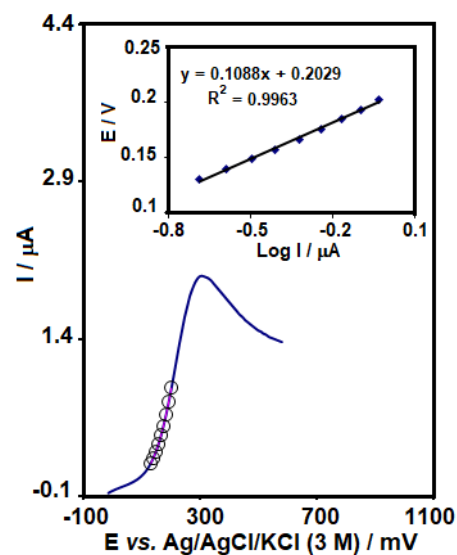 4.4
2.9
1.4
-0.1
I / μA
-100 300 700 1100
E vs. Ag/AgCl/KCl (3 M) / mV
0.25
0.2
0.15
0.1
E / V
y = 0.1088x + 0.2029
R² = 0.9963
-0.8 -0.5 -0.2 0.1
Log I / μA